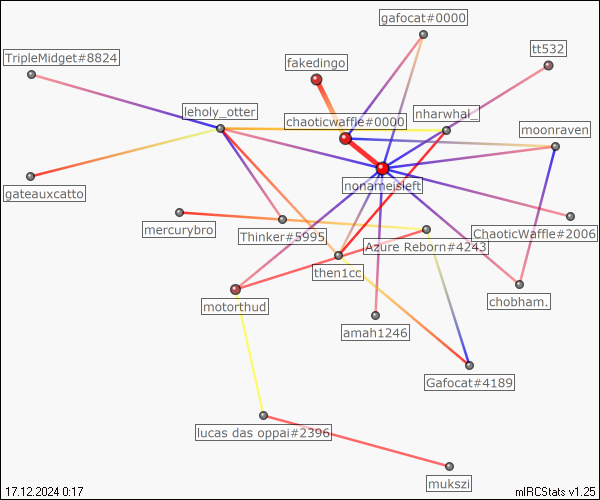 gafocat#0000
tt532
TripleMidget#8824
fakedingo
leholy_otter
nharwhal_
chaoticwaffle#0000
moonraven
nonameisleft
gateauxcatto
mercurybro
Thinker#5995
ChaoticWaffle#2006
Azure Reborn#4243
then1cc
motorthud
chobham.
amah1246
Gafocat#4189
lucas das oppai#2396
mukszi
17.12.2024 0:17
mIRCStats v1.25